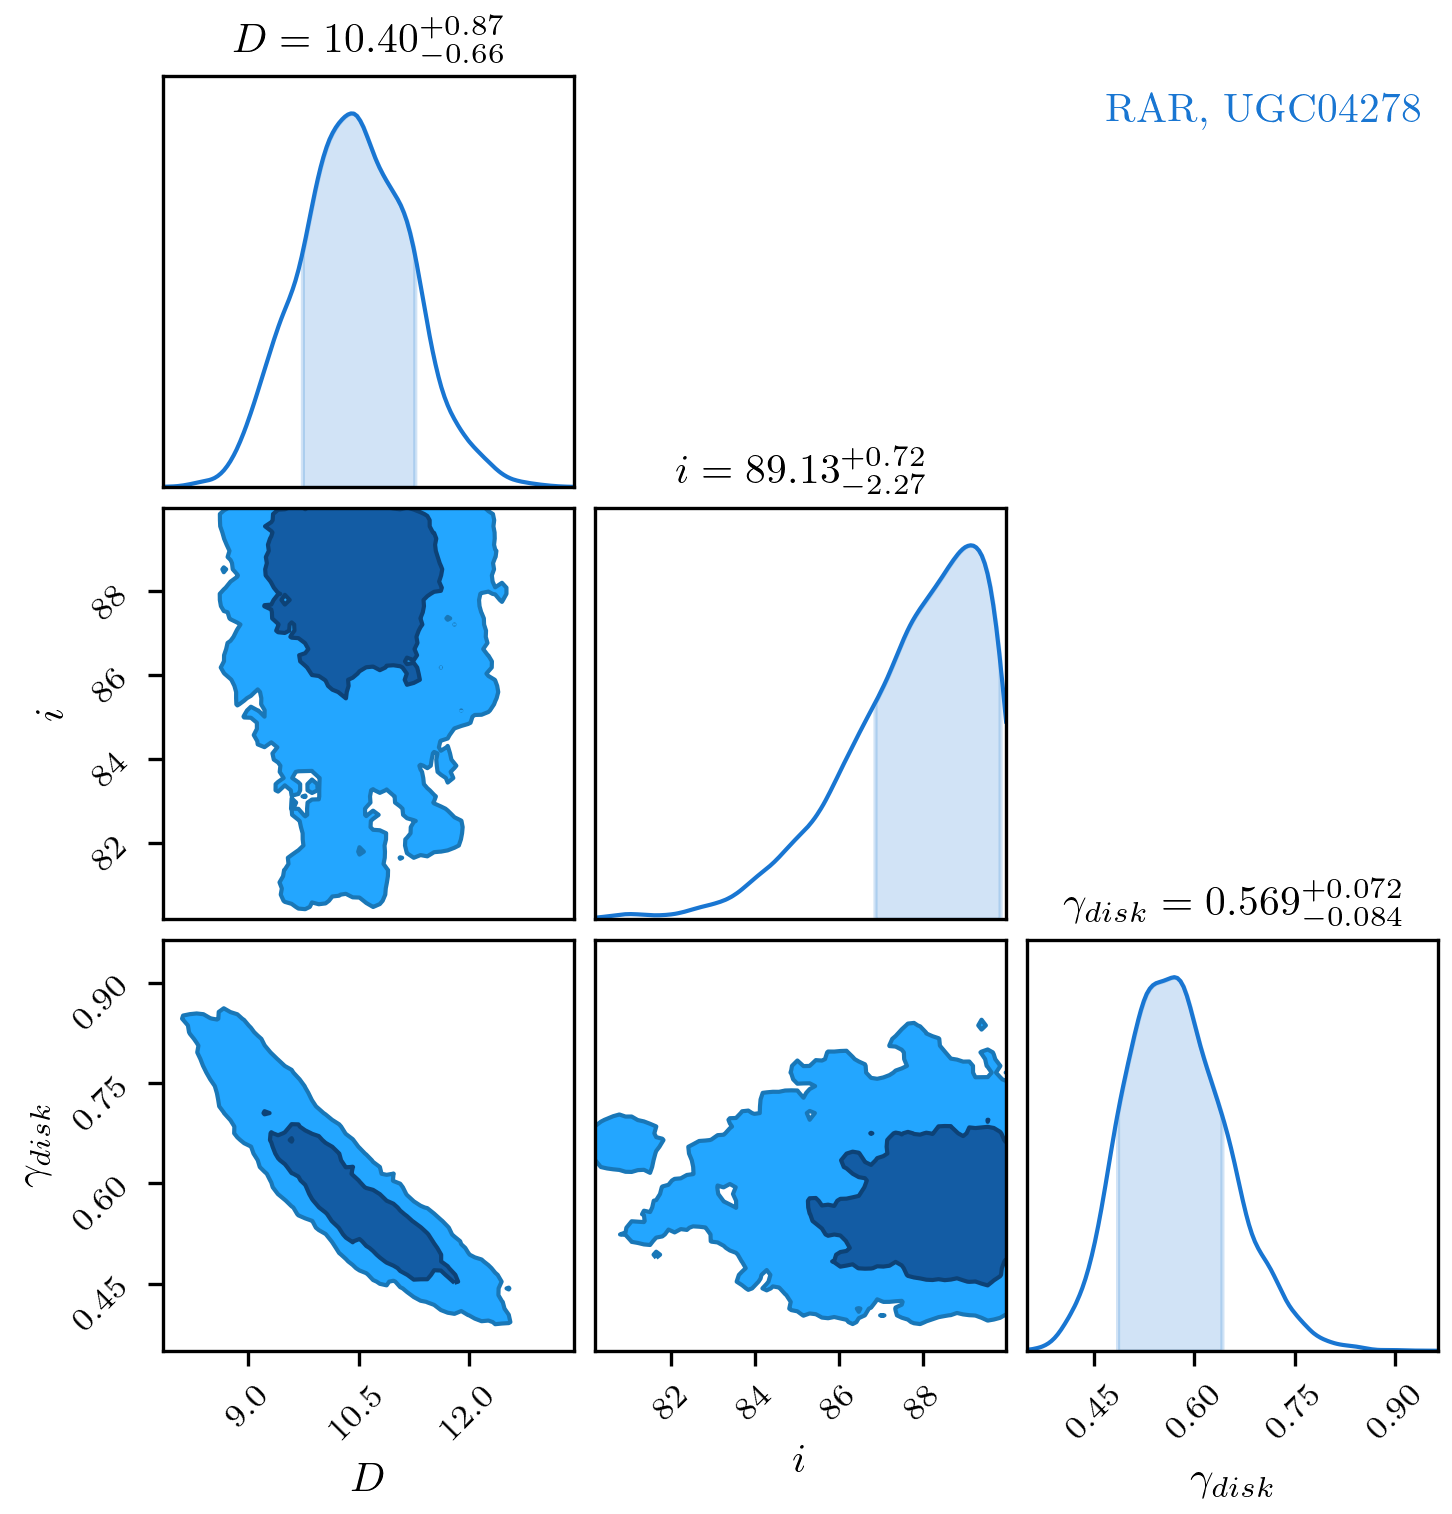 D = 10.40^{+0.87}_{-0.66}
RAR, UGC04278
i = 89.13^{+0.72}_{-2.27}
88
86
84
82
i
γ_{disk} = 0.569^{+0.072}_{-0.084}
0.90
0.75
0.60
0.45
γ_{disk}
9.0 10.5 12.0
82 84 86 88
0.45 0.60 0.75 0.90
D
i
γ_{disk}